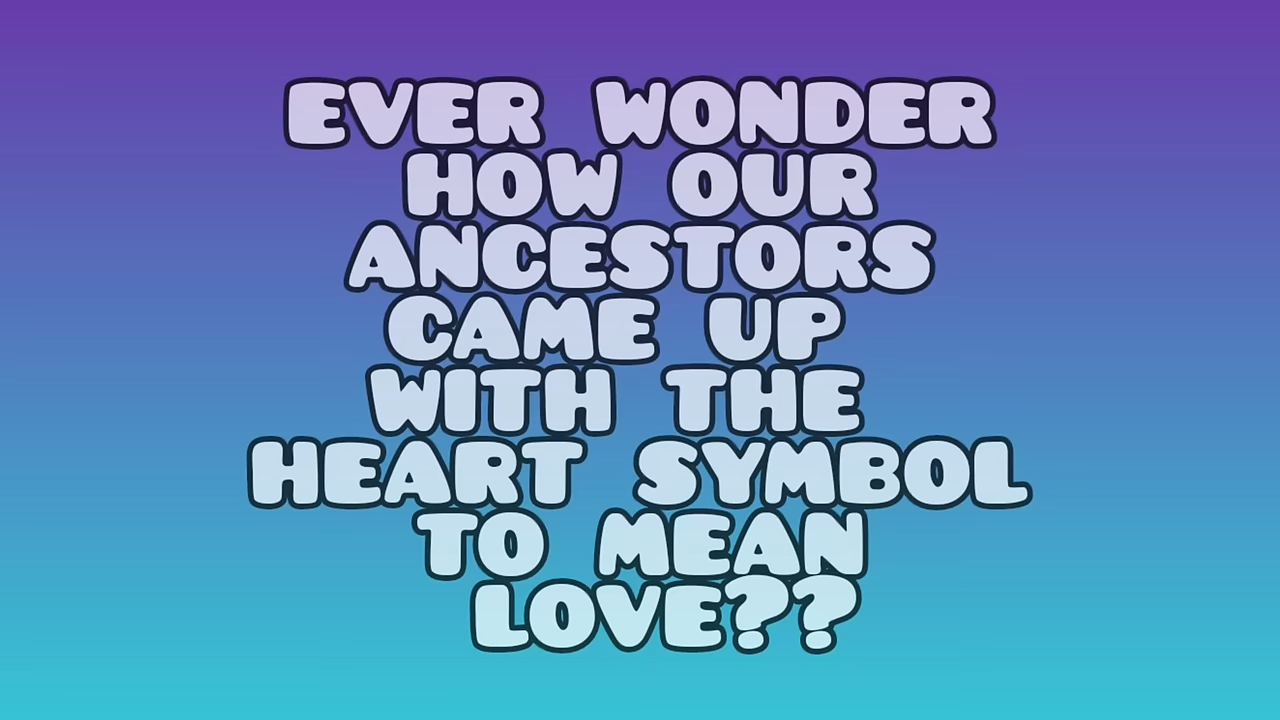 EVER WONDER
HOW OUR
ANCESTORS
CAME UP
WITH THE
HEART SYMBOL
TO MEAN
LOVE??